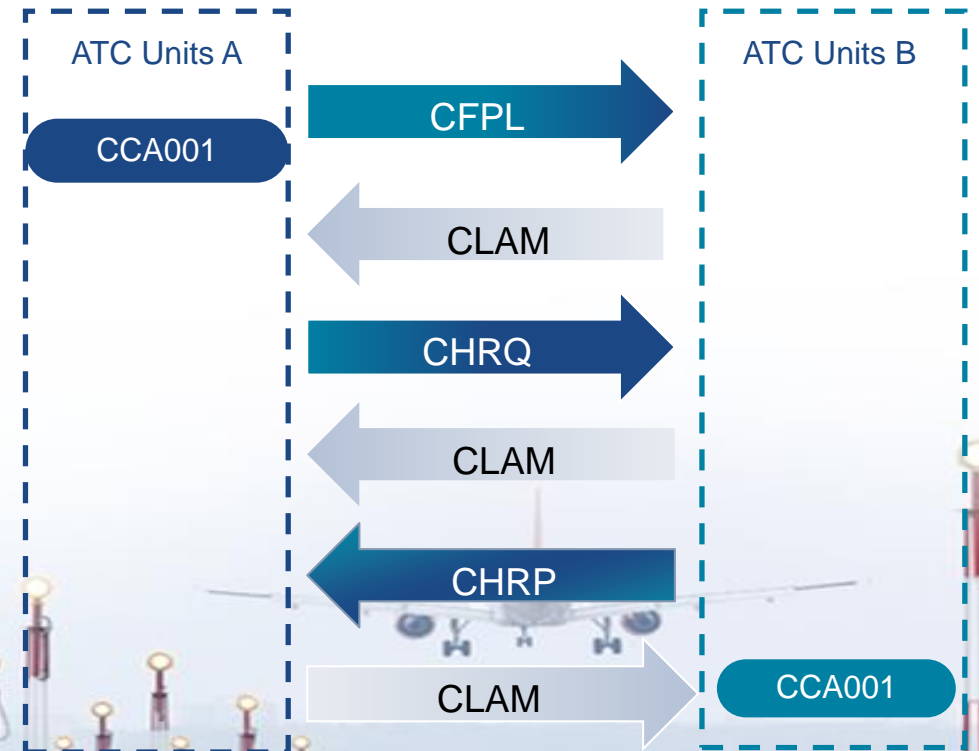 ATC Units A
ATC Units B
CFPL
CCA001
CLAM
CHRQ
CLAM
CHRP
CLAM
CCA001